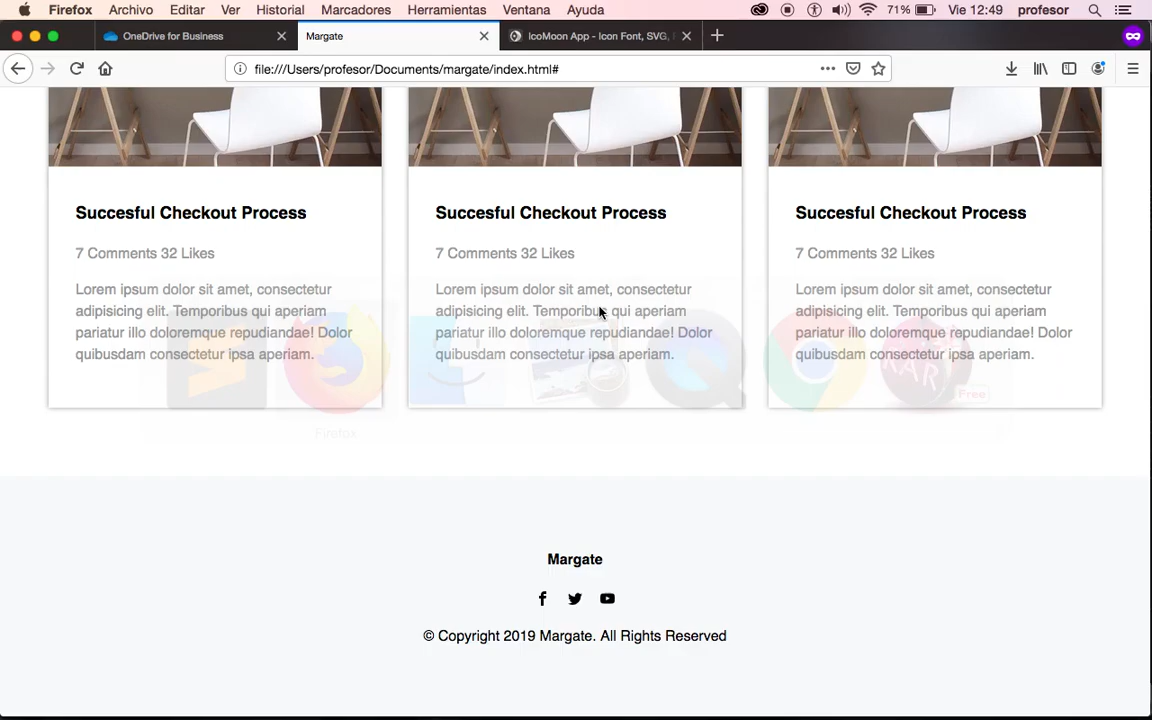 Firefox Archivo Editar Ver Historial Marcadores Herramientas Ventana Ayuda 71% Vie 12:49 profesor
OneDrive for Business Margate IcoMoon App - Icon Font, SVG,
file:///Users/profesor/Documents/margate/index.html#
Succesful Checkout Process
7 Comments 32 Likes
Lorem ipsum dolor sit amet, consectetur
adipisicing elit. Temporibus qui aperiam
pariatur illo doloremque repudiandae! Dolor
quibusdam consectetur ipsa aperiam.
Succesful Checkout Process
7 Comments 32 Likes
Lorem ipsum dolor sit amet, consectetur
adipisicing elit. Temporibus qui aperiam
pariatur illo doloremque repudiandae! Dolor
quibusdam consectetur ipsa aperiam.
Succesful Checkout Process
7 Comments 32 Likes
Lorem ipsum dolor sit amet, consectetur
adipisicing elit. Temporibus qui aperiam
pariatur illo doloremque repudiandae! Dolor
quibusdam consectetur ipsa aperiam.
RAR
Free
Firefox
Margate
© Copyright 2019 Margate. All Rights Reserved